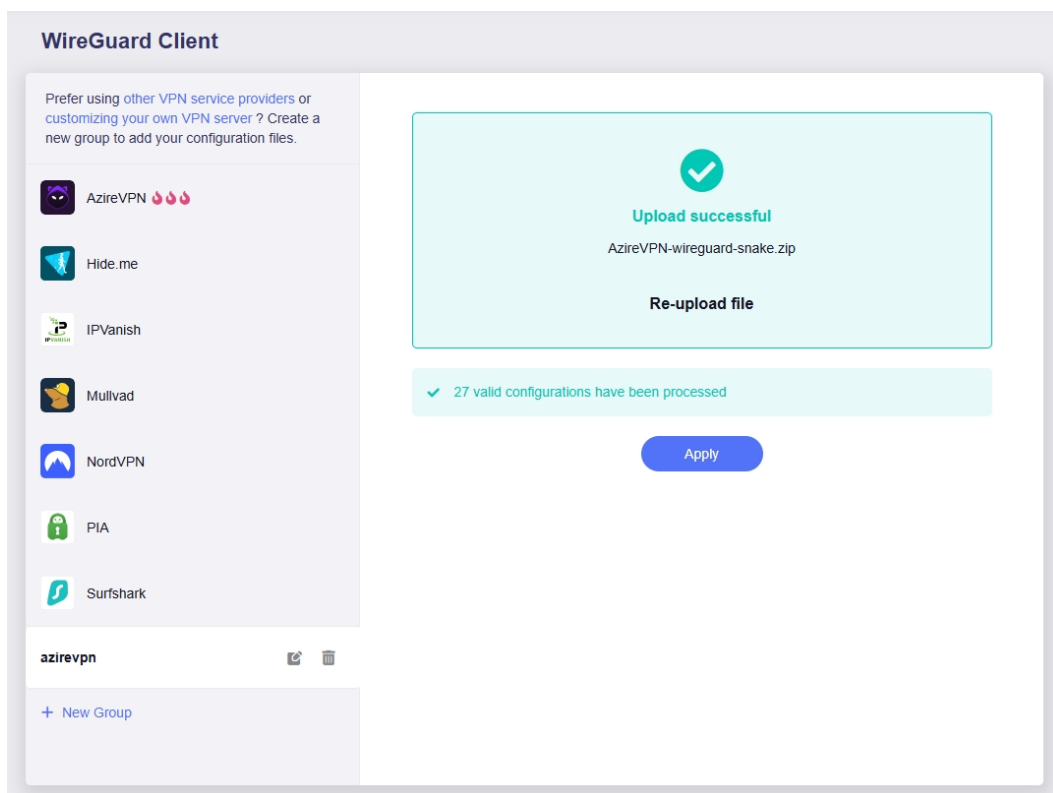 WireGuard Client
Prefer using other VPN service providers or
customizing your own VPN server ? Create a
new group to add your configuration files.
AzireVPN
Hide.me
IPVanish
Mullvad
NordVPN
PIA
Surfshark
azirevpn
+ New Group
Upload successful
AzireVPN-wireguard-snake.zip
Re-upload file
27 valid configurations have been processed
Apply